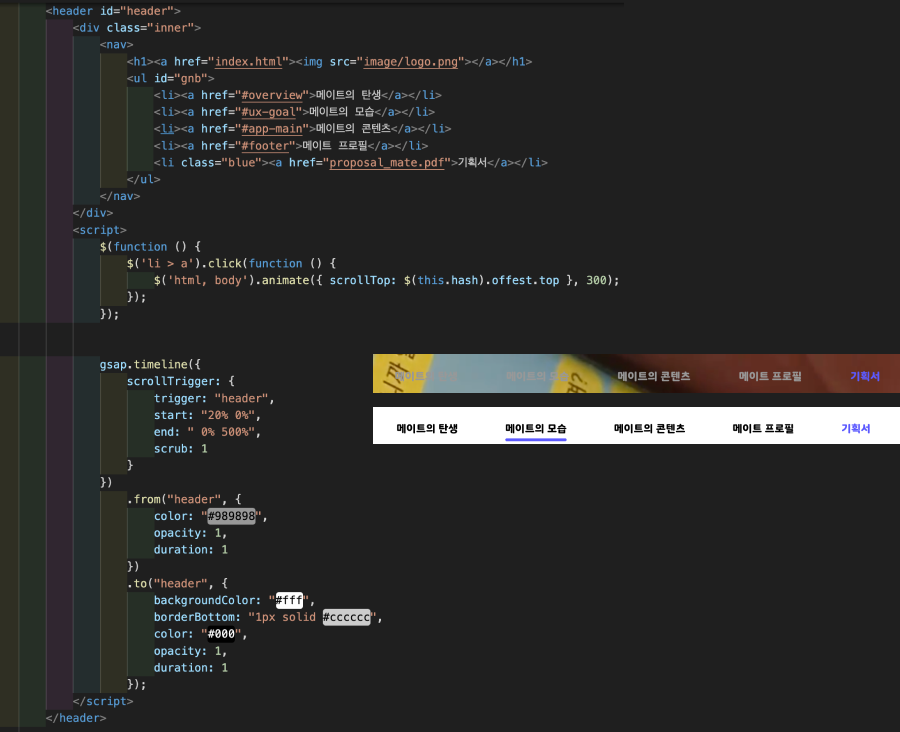 <header id="header">
<div class="inner">
<nav>
<h1><a href="index.html"><img src="image/logo.png"></a></h1>
<ul id="gnb">
<li><a href="#overview">메이트의 탄생</a></li>
<li><a href="#ux-goal">메이트의 모습</a></li>
<li><a href="#app-main">메이트의 콘텐츠</a></li>
<li><a href="#footer">메이트 프로필</a></li>
<li class="blue"><a href="proposal_mate.pdf">기획서</a></li>
</ul>
</nav>
</div>
<script>
$(function () {
$('li > a').click(function () {
$('html, body').animate({ scrollTop: $(this.hash).offest.top }, 300);
});
});
gsap.timeline({
scrollTrigger: {
trigger: "header",
start: "20% 0%",
end: " 0% 500%",
scrub: 1
}
})
.from("header", {
color: "#989898",
opacity: 1,
duration: 1
})
.to("header", {
backgroundColor: "#fff",
borderBottom: "1px solid #cccccc",
color: "#000",
opacity: 1,
duration: 1
});
</script>
</header>
메이트의 메이트의 모습 메이트의 콘텐츠 메이트 프로필 기획서
메이트의 탄생 메이트의 모습 메이트의 콘텐츠 메이트 프로필 기획서